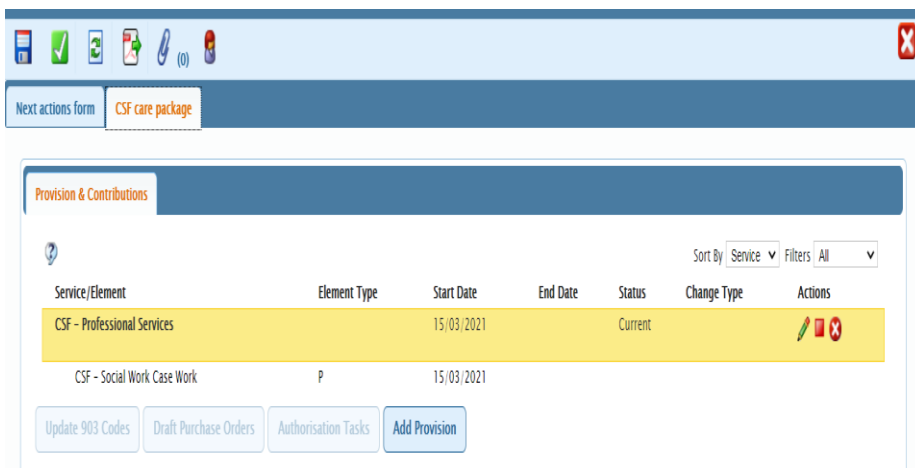 (0)
Next actions form CSF care package
Provision & Contributions
Sort By Service Filters All
Service/Element Element Type Start Date End Date Status Change Type Actions
CSF - Professional Services 15/03/2021 Current
CSF - Social Work Case Work P 15/03/2021
Update 903 Codes Draft Purchase Orders Authorisation Tasks Add Provision